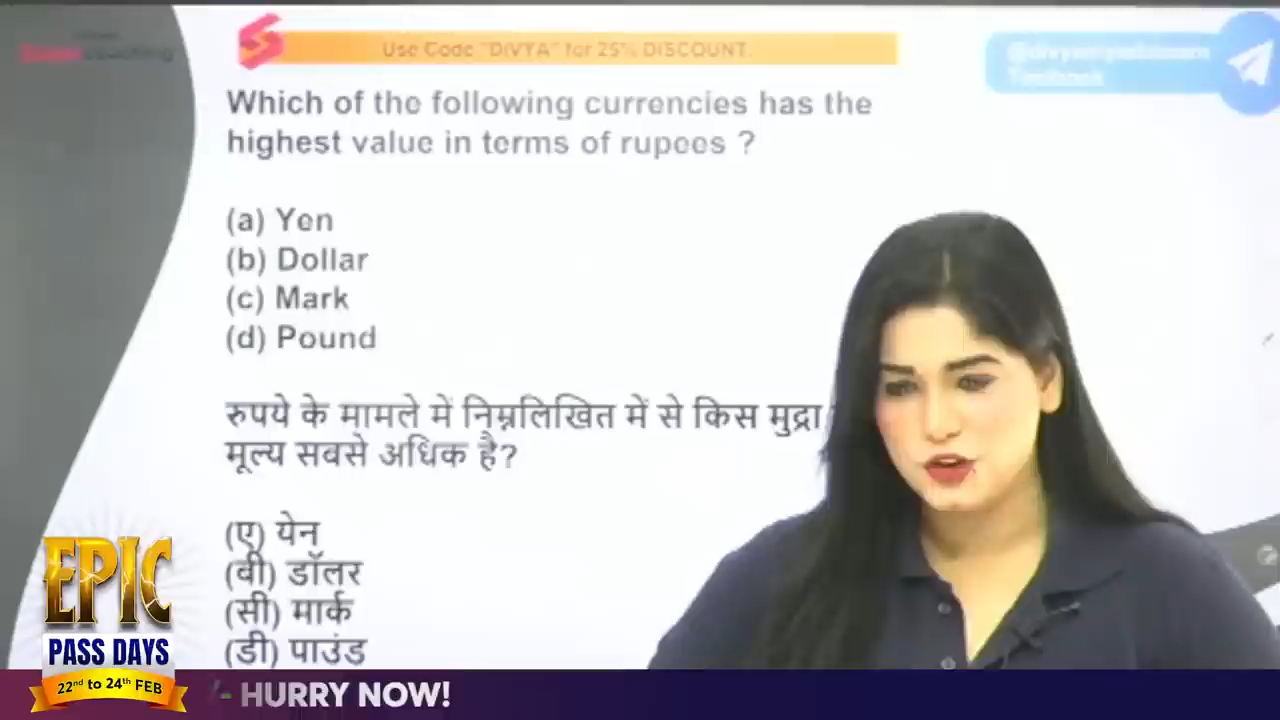 coaching
Use Code "DIVYA" for 25% DISCOUNT.
Which of the following currencies has the
highest value in terms of rupees ?
(a) Yen
(b) Dollar
(c) Mark
(d) Pound
रुपये के मामले में निम्नलिखित में से किस मुद्रा
मूल्य सबसे अधिक है?
(ए) येन
(बी) डॉलर
(सी) मार्क
(डी) पाउंड
EPIC
PASS DAYS
22nd to 24th FEB
HURRY NOW!